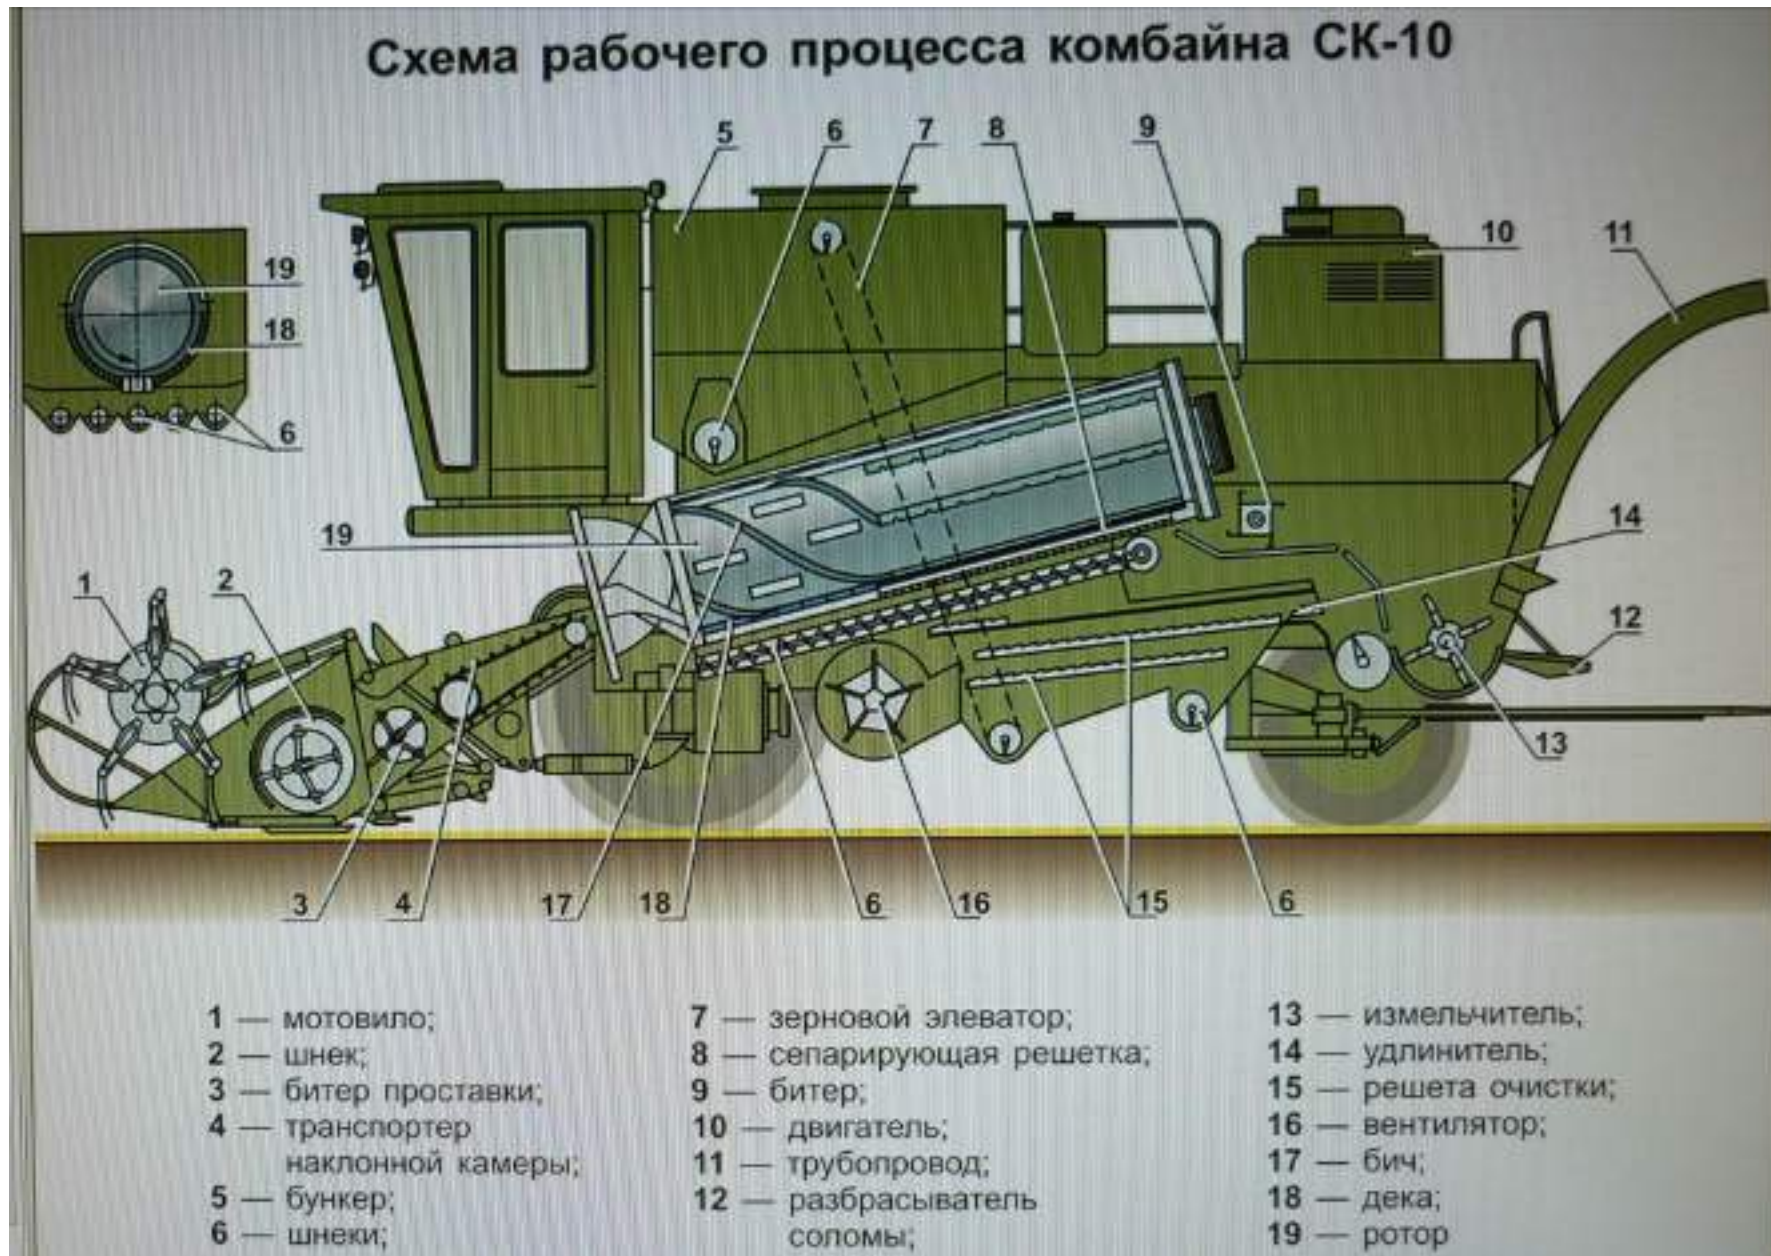 Схема рабочего процесса комбайна СК-10
5
6
7
8
9
10
11
19
18
6
19
14
1
2
12
13
3
4
17
18
6
16
15
6
1 — мотовило;
2 — шнек;
3 — битер проставки;
4 — транспортер
наклонной камеры;
5 — бункер;
6 — шнеки;
7 — зерновой элеватор;
8 — сепарирующая решетка;
9 — битер;
10 — двигатель;
11 — трубопровод;
12 — разбрасыватель
соломы;
13 — измельчитель;
14 — удлинитель;
15 — решета очистки;
16 — вентилятор;
17 — бич;
18 — дека;
19 — ротор